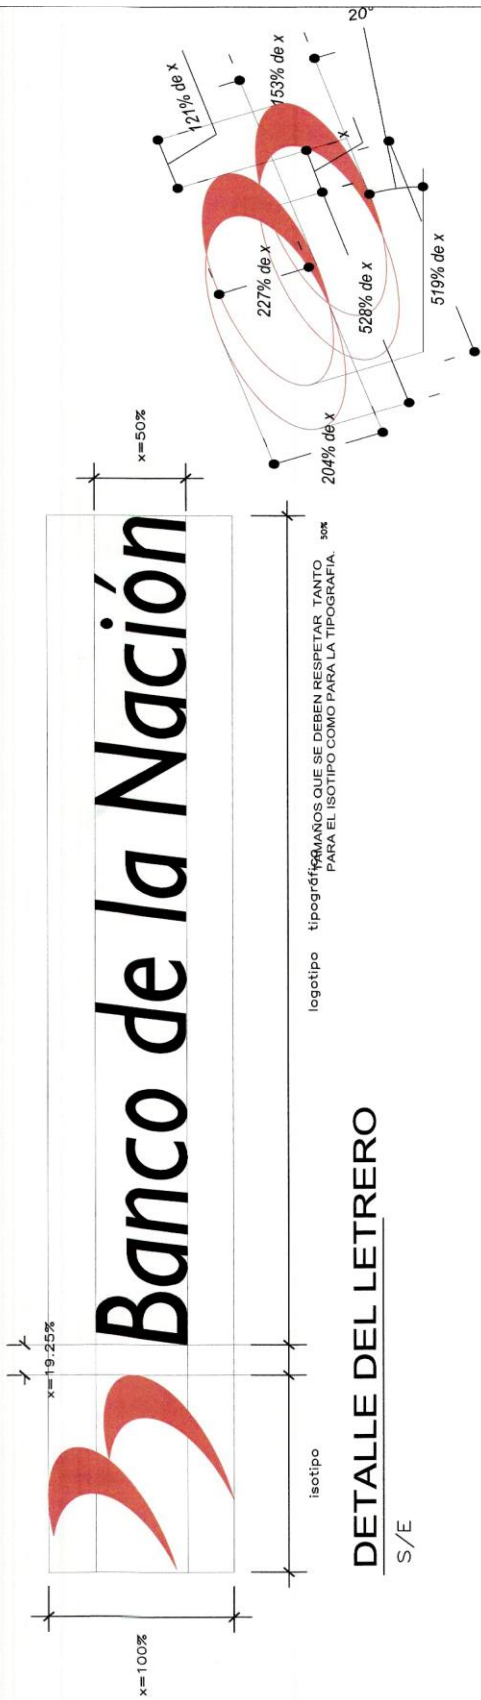 x=100%
x=19.25%
Banco de la Nación
x=50%
isotipo
logotipo tipográfico
TAMAÑOS QUE SE DEBEN RESPETAR TANTO
PARA EL ISOTIPO COMO PARA LA TIPOGRAFIA.
50%
DETALLE DEL LETRERO
S/E
121% de x
153% de x
20°
x
227% de x
528% de x
519% de x
204% de x